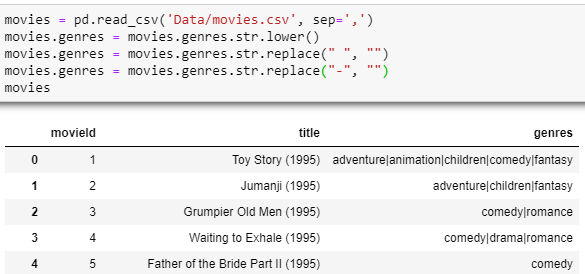 movies = pd.read_csv('Data/movies.csv', sep=',')
movies.genres = movies.genres.str.lower()
movies.genres = movies.genres.str.replace(" ", "")
movies.genres = movies.genres.str.replace("-", "")
movies
movieId title genres
0 1 Toy Story (1995) adventure|animation|children|comedy|fantasy
1 2 Jumanji (1995) adventure|children|fantasy
2 3 Grumpier Old Men (1995) comedy|romance
3 4 Waiting to Exhale (1995) comedy|drama|romance
4 5 Father of the Bride Part II (1995) comedy